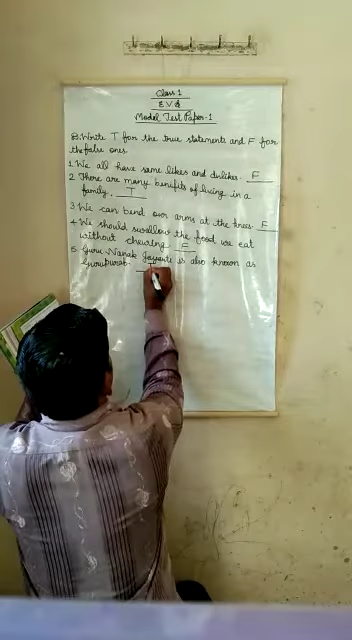 Class 1
E V S
Model Test Paper-1
Q. Write T for the true statements and F for
the false ones.
1. We all have same likes and dislikes. F
2 There are many benifits of living in a
family. T
3 We can bend our arms at the knees F
4 We should swallow the food we eat
without chewing F
5 Guru Nanak Jayanti is also known as
Gurupurab.